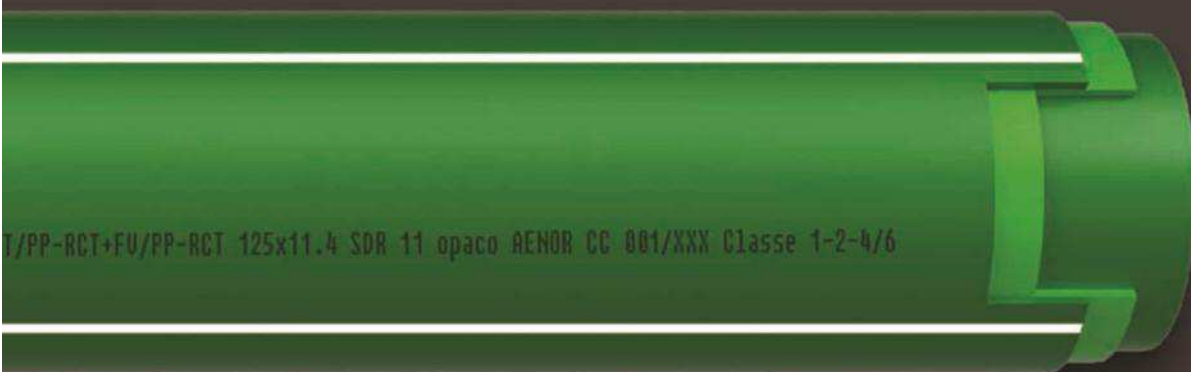 T/PP-RCT+FV/PP-RCT 125x11.4 SDR 11 opaco AENOR CC 001/XXX Classe 1-2-4/6